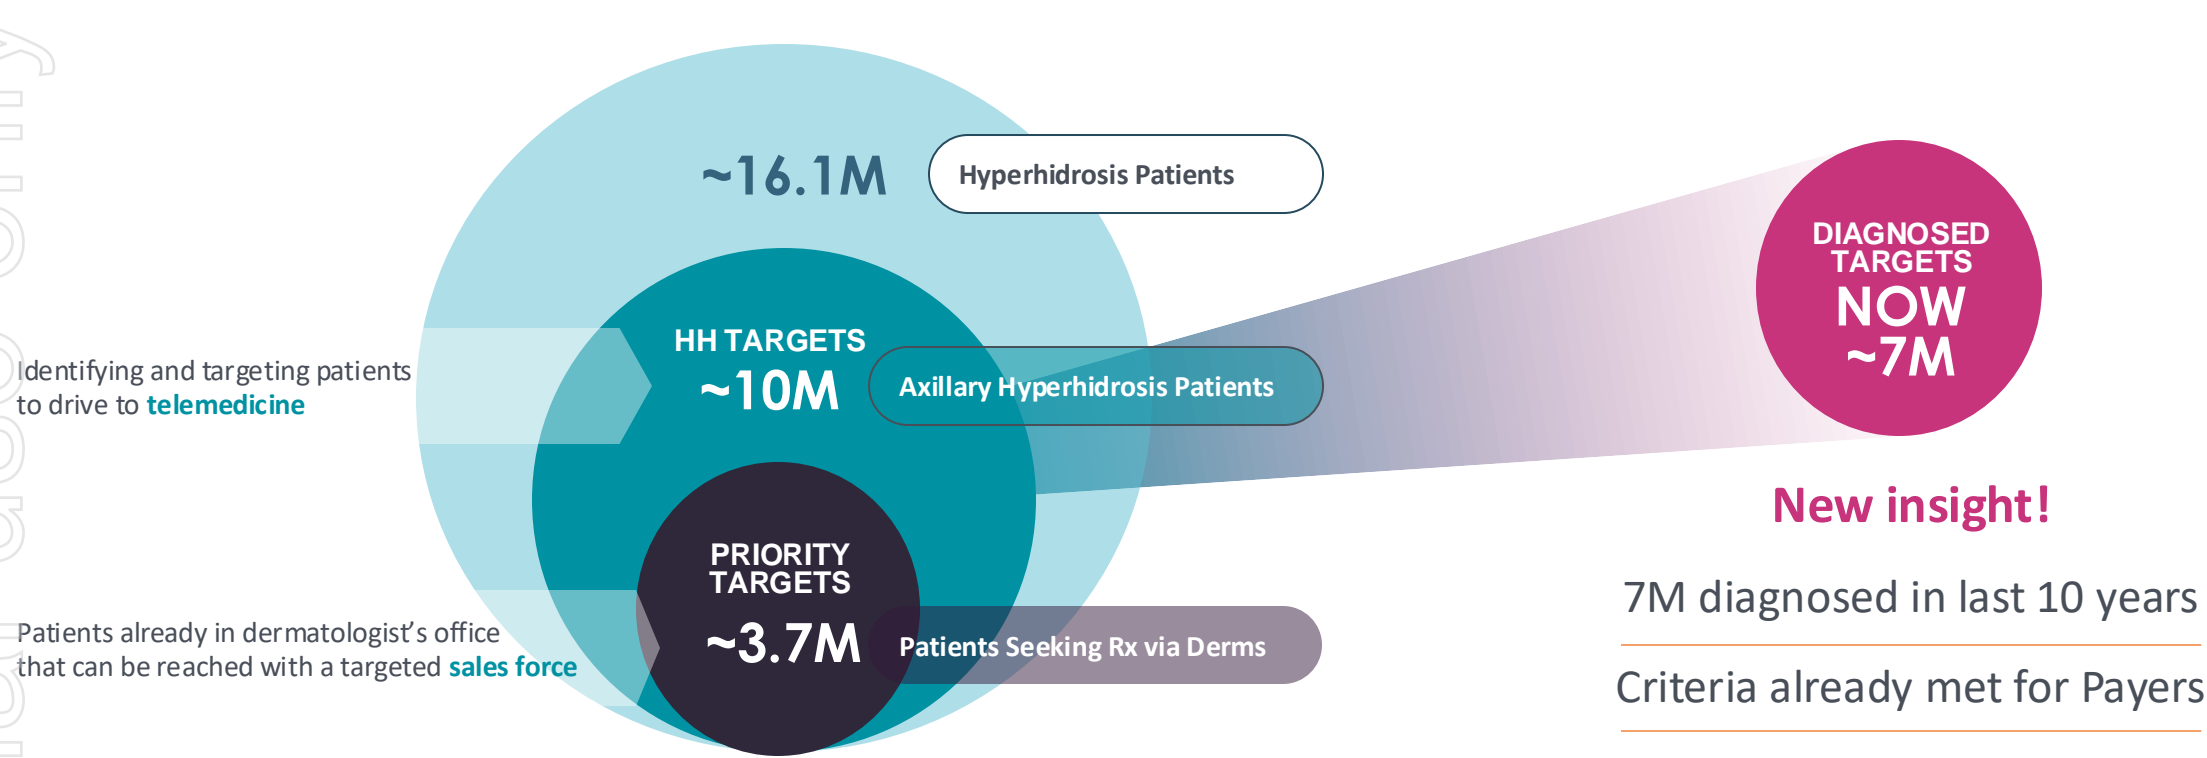 ~16.1M
Hyperhidrosis Patients
HH TARGETS
~10M
Axillary Hyperhidrosis Patients
Identifying and targeting patients
to drive to telemedicine
PRIORITY
TARGETS
~3.7M
Patients Seeking Rx via Derms
Patients already in dermatologist's office
that can be reached with a targeted sales force
DIAGNOSED
TARGETS
NOW
~7M
New insight!
7M diagnosed in last 10 years
Criteria already met for Payers